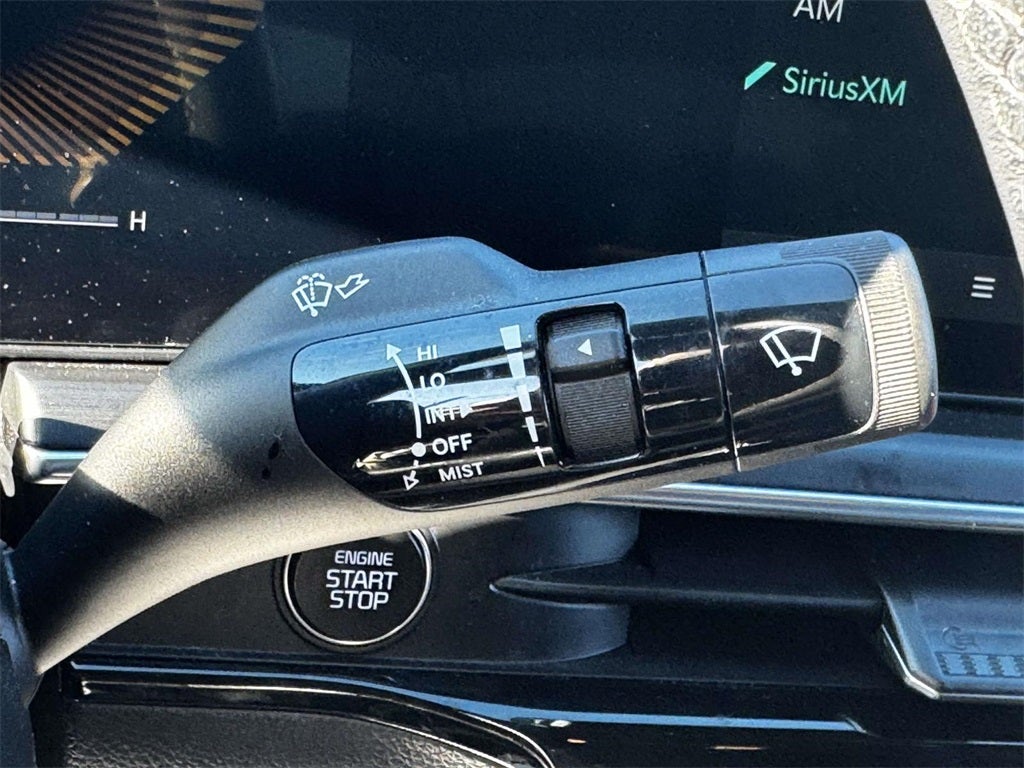 AM
SiriusXM
H
HI
LO
INT
OFF
MIST
ENGINE
START
STOP